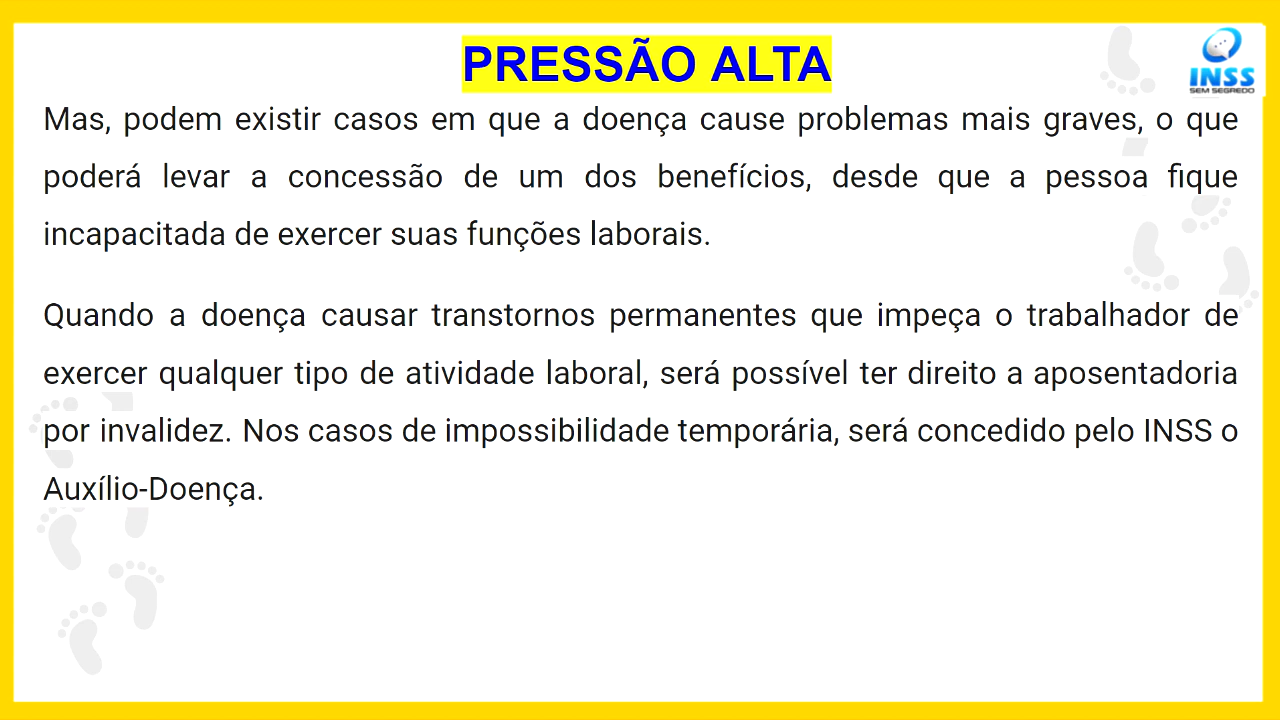 PRESSÃO ALTA
INSS
SEM SEGREDO
Mas, podem existir casos em que a doença cause problemas mais graves, o que
poderá levar a concessão de um dos benefícios, desde que a pessoa fique
incapacitada de exercer suas funções laborais.
Quando a doença causar transtornos permanentes que impeça o trabalhador de
exercer qualquer tipo de atividade laboral, será possível ter direito a aposentadoria
por invalidez. Nos casos de impossibilidade temporária, será concedido pelo INSS o
Auxílio-Doença.